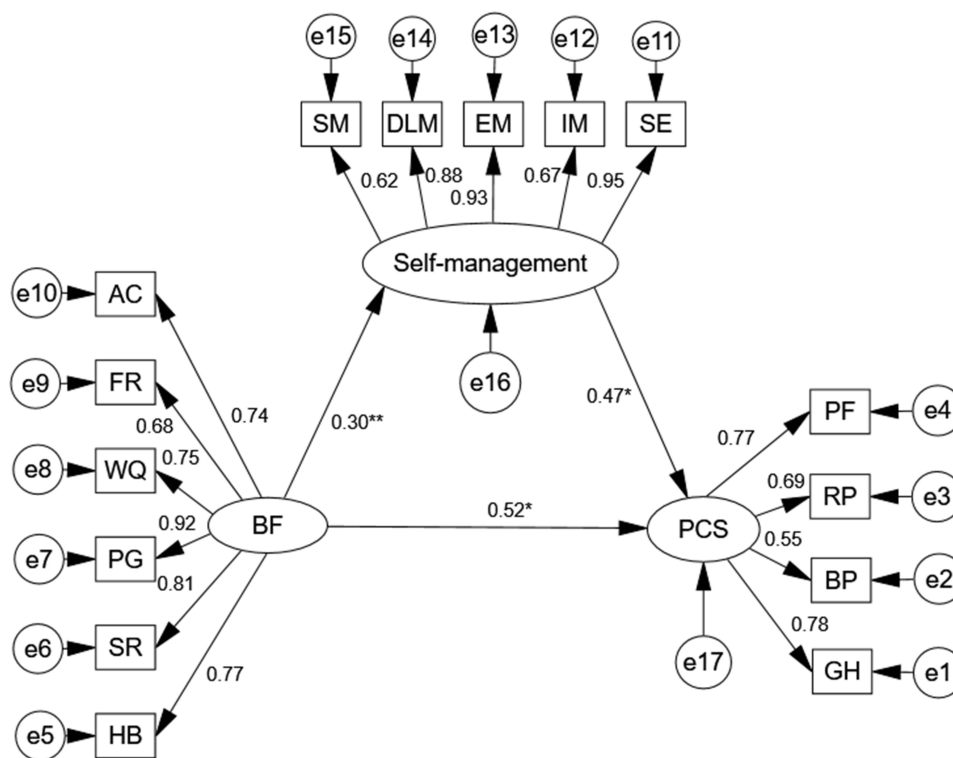 e15 e14 e13 e12 e11
SM DLM EM IM SE
0.62 0.88 0.93 0.67 0.95
Self-management
e10 AC
e9 FR
e16
0.74
0.68
0.30**
0.47*
e8 WQ
0.75
PF e4
0.77
RP e3
0.69
BF
0.52*
PCS
e7 PG
0.92
0.55
BP e2
0.81
e6 SR
0.78
e17
GH e1
0.77
e5 HB